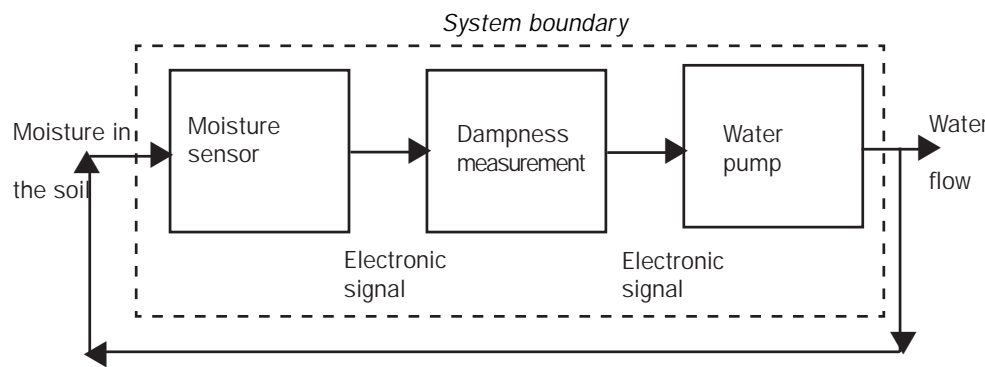 System boundary
Moisture in
the soil
Moisture
sensor
Dampness
measurement
Water
pump
Water
flow
Electronic
signal
Electronic
signal